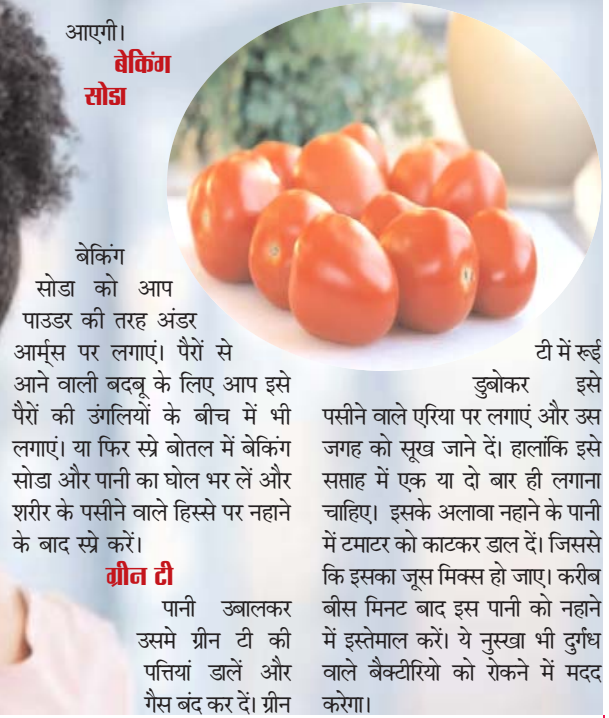 आएगी।
बेकिंग
सोडा
बेकिंग
सोडा को आप
पाउडर की तरह अंडर
आर्म्स पर लगाएं। पैरों से
आने वाली बदबू के लिए आप इसे
पैरों की उंगलियों के बीच में भी
लगाएं। या फिर स्प्रे बोतल में बेकिंग
सोडा और पानी का घोल भर लें और
शरीर के पसीने वाले हिस्से पर नहाने
के बाद स्प्रे करें।
ग्रीन टी
पानी उबालकर
उसमे ग्रीन टी की
पत्तियां डालें और
गैस बंद कर दें। ग्रीन
टी में रूई
डुबोकर इसे
पसीने वाले एरिया पर लगाएं और उस
जगह को सूख जाने दें। हालांकि इसे
सप्ताह में एक या दो बार ही लगाना
चाहिए। इसके अलावा नहाने के पानी
में टमाटर को काटकर डाल दें। जिससे
कि इसका जूस मिक्स हो जाए। करीब
बीस मिनट बाद इस पानी को नहाने
में इस्तेमाल करें। ये नुस्खा भी दुर्गंध
वाले बैक्टीरियो को रोकने में मदद
करेगा।